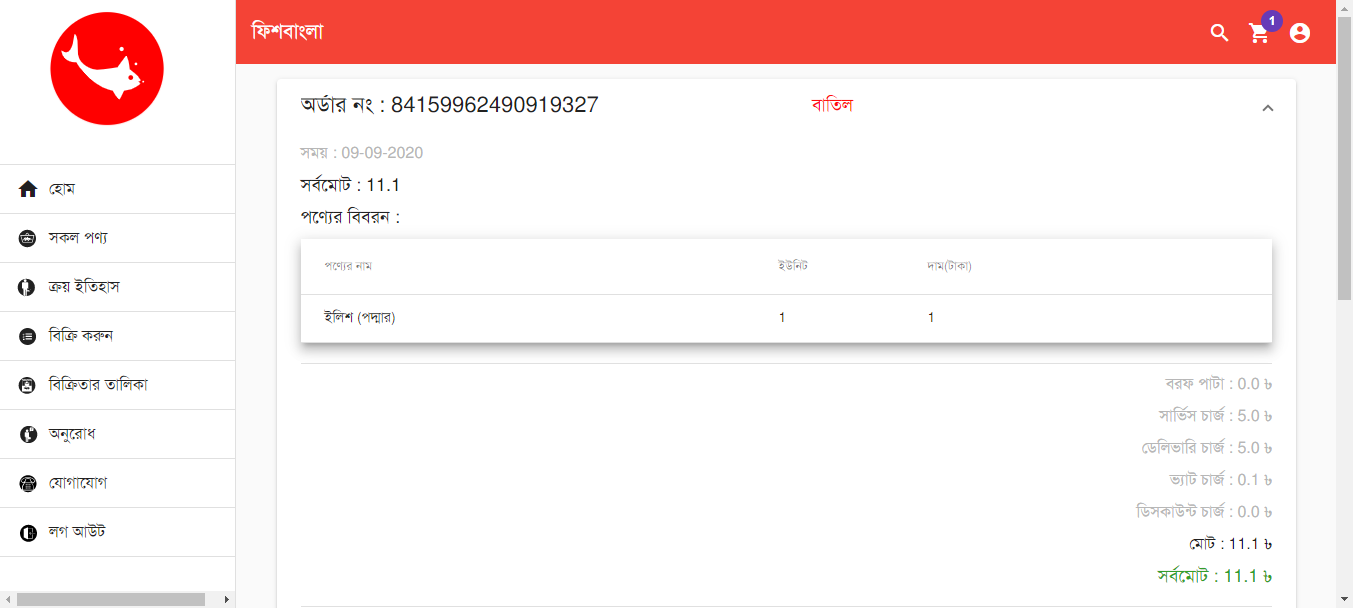 ফিশবাংলা
1
হোম
সকল পণ্য
ক্রয় ইতিহাস
বিক্রি করুন
বিক্রিতার তালিকা
অনুরোধ
যোগাযোগ
লগ আউট
অর্ডার নং : 84159962490919327 বাতিল
সময় : 09-09-2020
সর্বমোট : 11.1
পণ্যের বিবরন :
পণ্যের নাম ইউনিট দাম(টাকা)
ইলিশ (পদ্মার) 1 1
বরফ পাটা : 0.0 ৳
সার্ভিস চার্জ : 5.0 ৳
ডেলিভারি চার্জ : 5.0 ৳
ভ্যাট চার্জ : 0.1 ৳
ডিসকাউন্ট চার্জ : 0.0 ৳
মোট : 11.1 ৳
সর্বমোট : 11.1 ৳